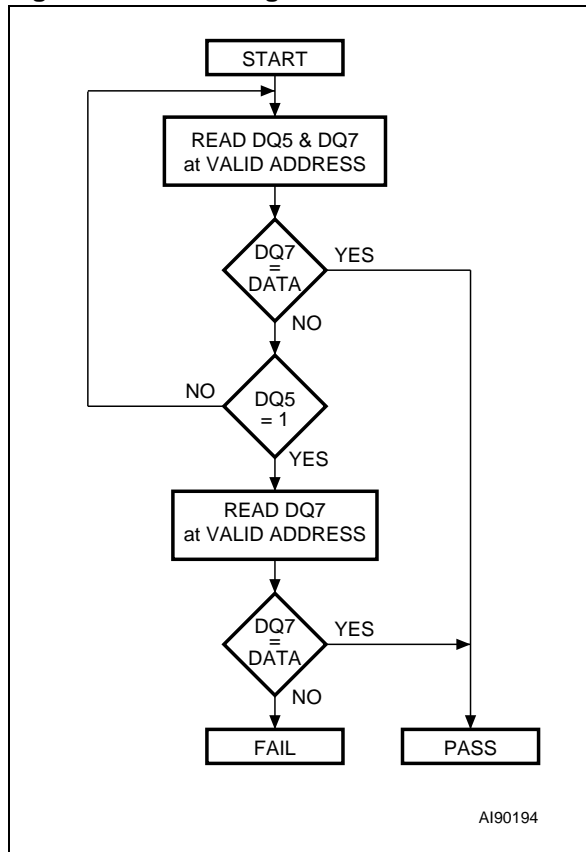 START
READ DQ5 & DQ7
at VALID ADDRESS
DQ7
=
DATA
YES
NO
DQ5
= 1
NO
YES
READ DQ7
at VALID ADDRESS
DQ7
=
DATA
YES
NO
FAIL
PASS
AI90194